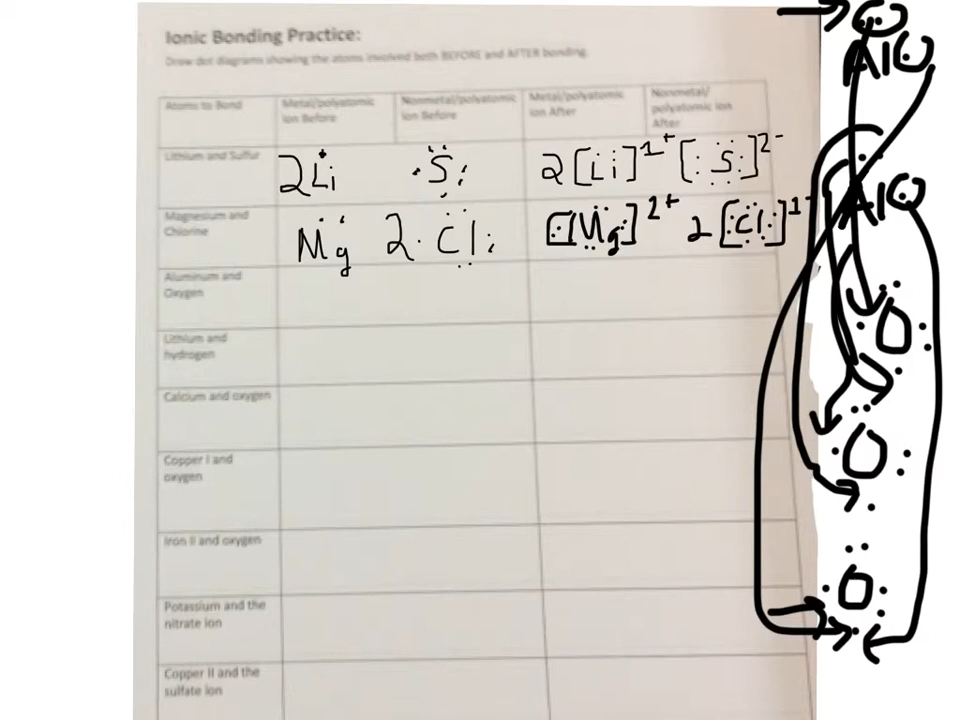 Ionic Bonding Practice:
Draw dot diagrams showing the atoms involved both BEFORE and AFTER bonding.
Atoms to Bond
Metal/polyatomic ion Before
Nonmetal/polyatomic ion Before
Metal/polyatomic ion After
Nonmetal/polyatomic ion After
Lithium and Sulfur
2Li
S
2[Li]1+
[S]2-
Magnesium and Chlorine
Mg
2 Cl
[Mg]2+
2[Cl]1-
Aluminum and Oxygen
Lithium and hydrogen
Calcium and oxygen
Copper I and oxygen
Iron II and oxygen
Potassium and the nitrate ion
Copper II and the sulfate ion
Al
Al
O
O
O